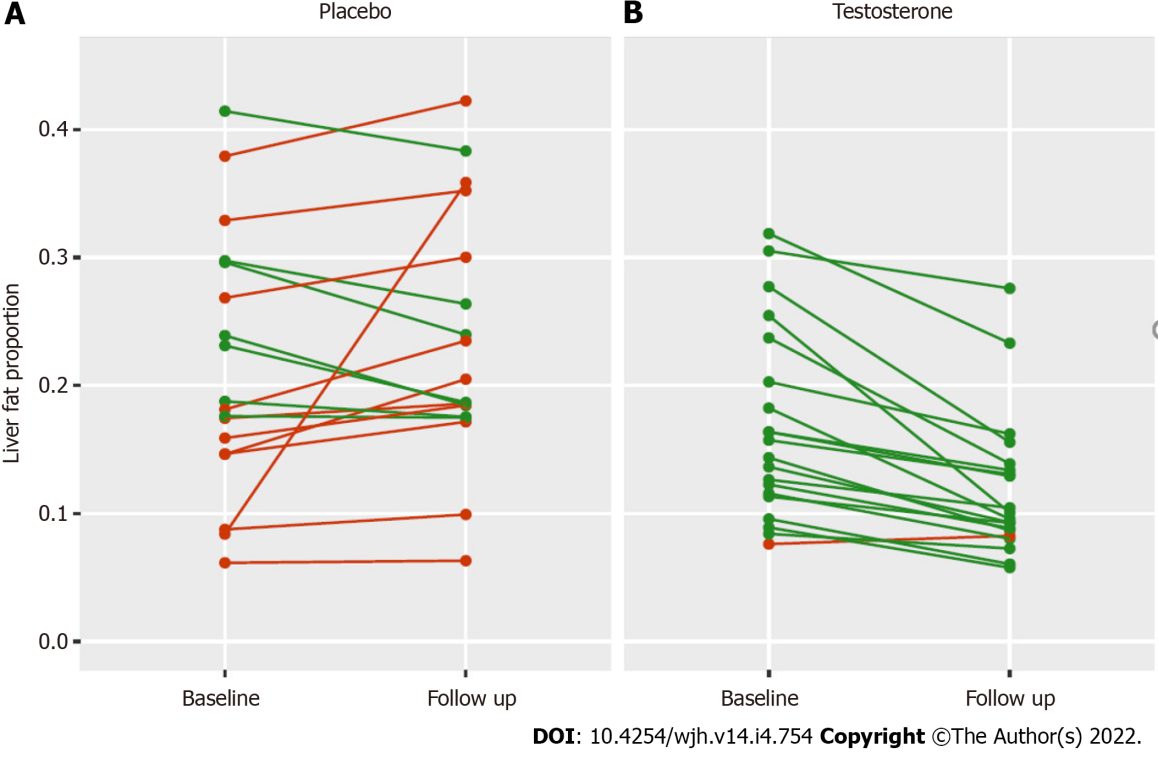 A
Placebo
B
Testosterone
Liver fat proportion
0.4
0.3
0.2
0.1
0.0
Baseline
Follow up
Baseline
Follow up
DOI: 10.4254/wjh.v14.i4.754 Copyright ©The Author(s) 2022.